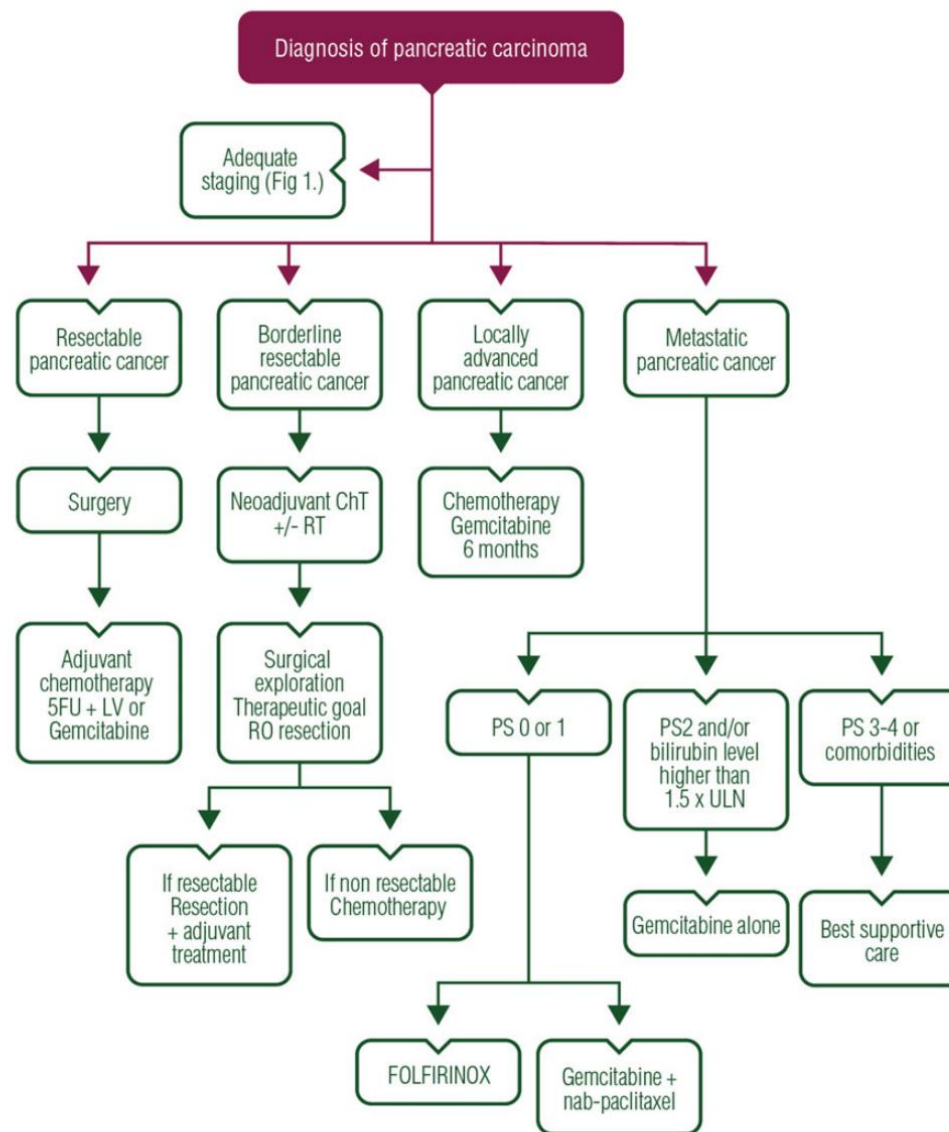 Diagnosis of pancreatic carcinoma
Adequate
staging (Fig 1.)
Resectable
pancreatic cancer
Borderline
resectable
pancreatic cancer
Locally
advanced
pancreatic cancer
Metastatic
pancreatic cancer
Surgery
Neoadjuvant ChT
+/- RT
Chemotherapy
Gemcitabine
6 months
Adjuvant
chemotherapy
5FU + LV or
Gemcitabine
Surgical
exploration
Therapeutic goal
RO resection
PS 0 or 1
PS2 and/or
bilirubin level
higher than
1.5 x ULN
PS 3-4 or
comorbidities
If resectable
Resection
+ adjuvant
treatment
If non resectable
Chemotherapy
Gemcitabine alone
Best supportive
care
FOLFIRINOX
Gemcitabine +
nab-paclitaxel